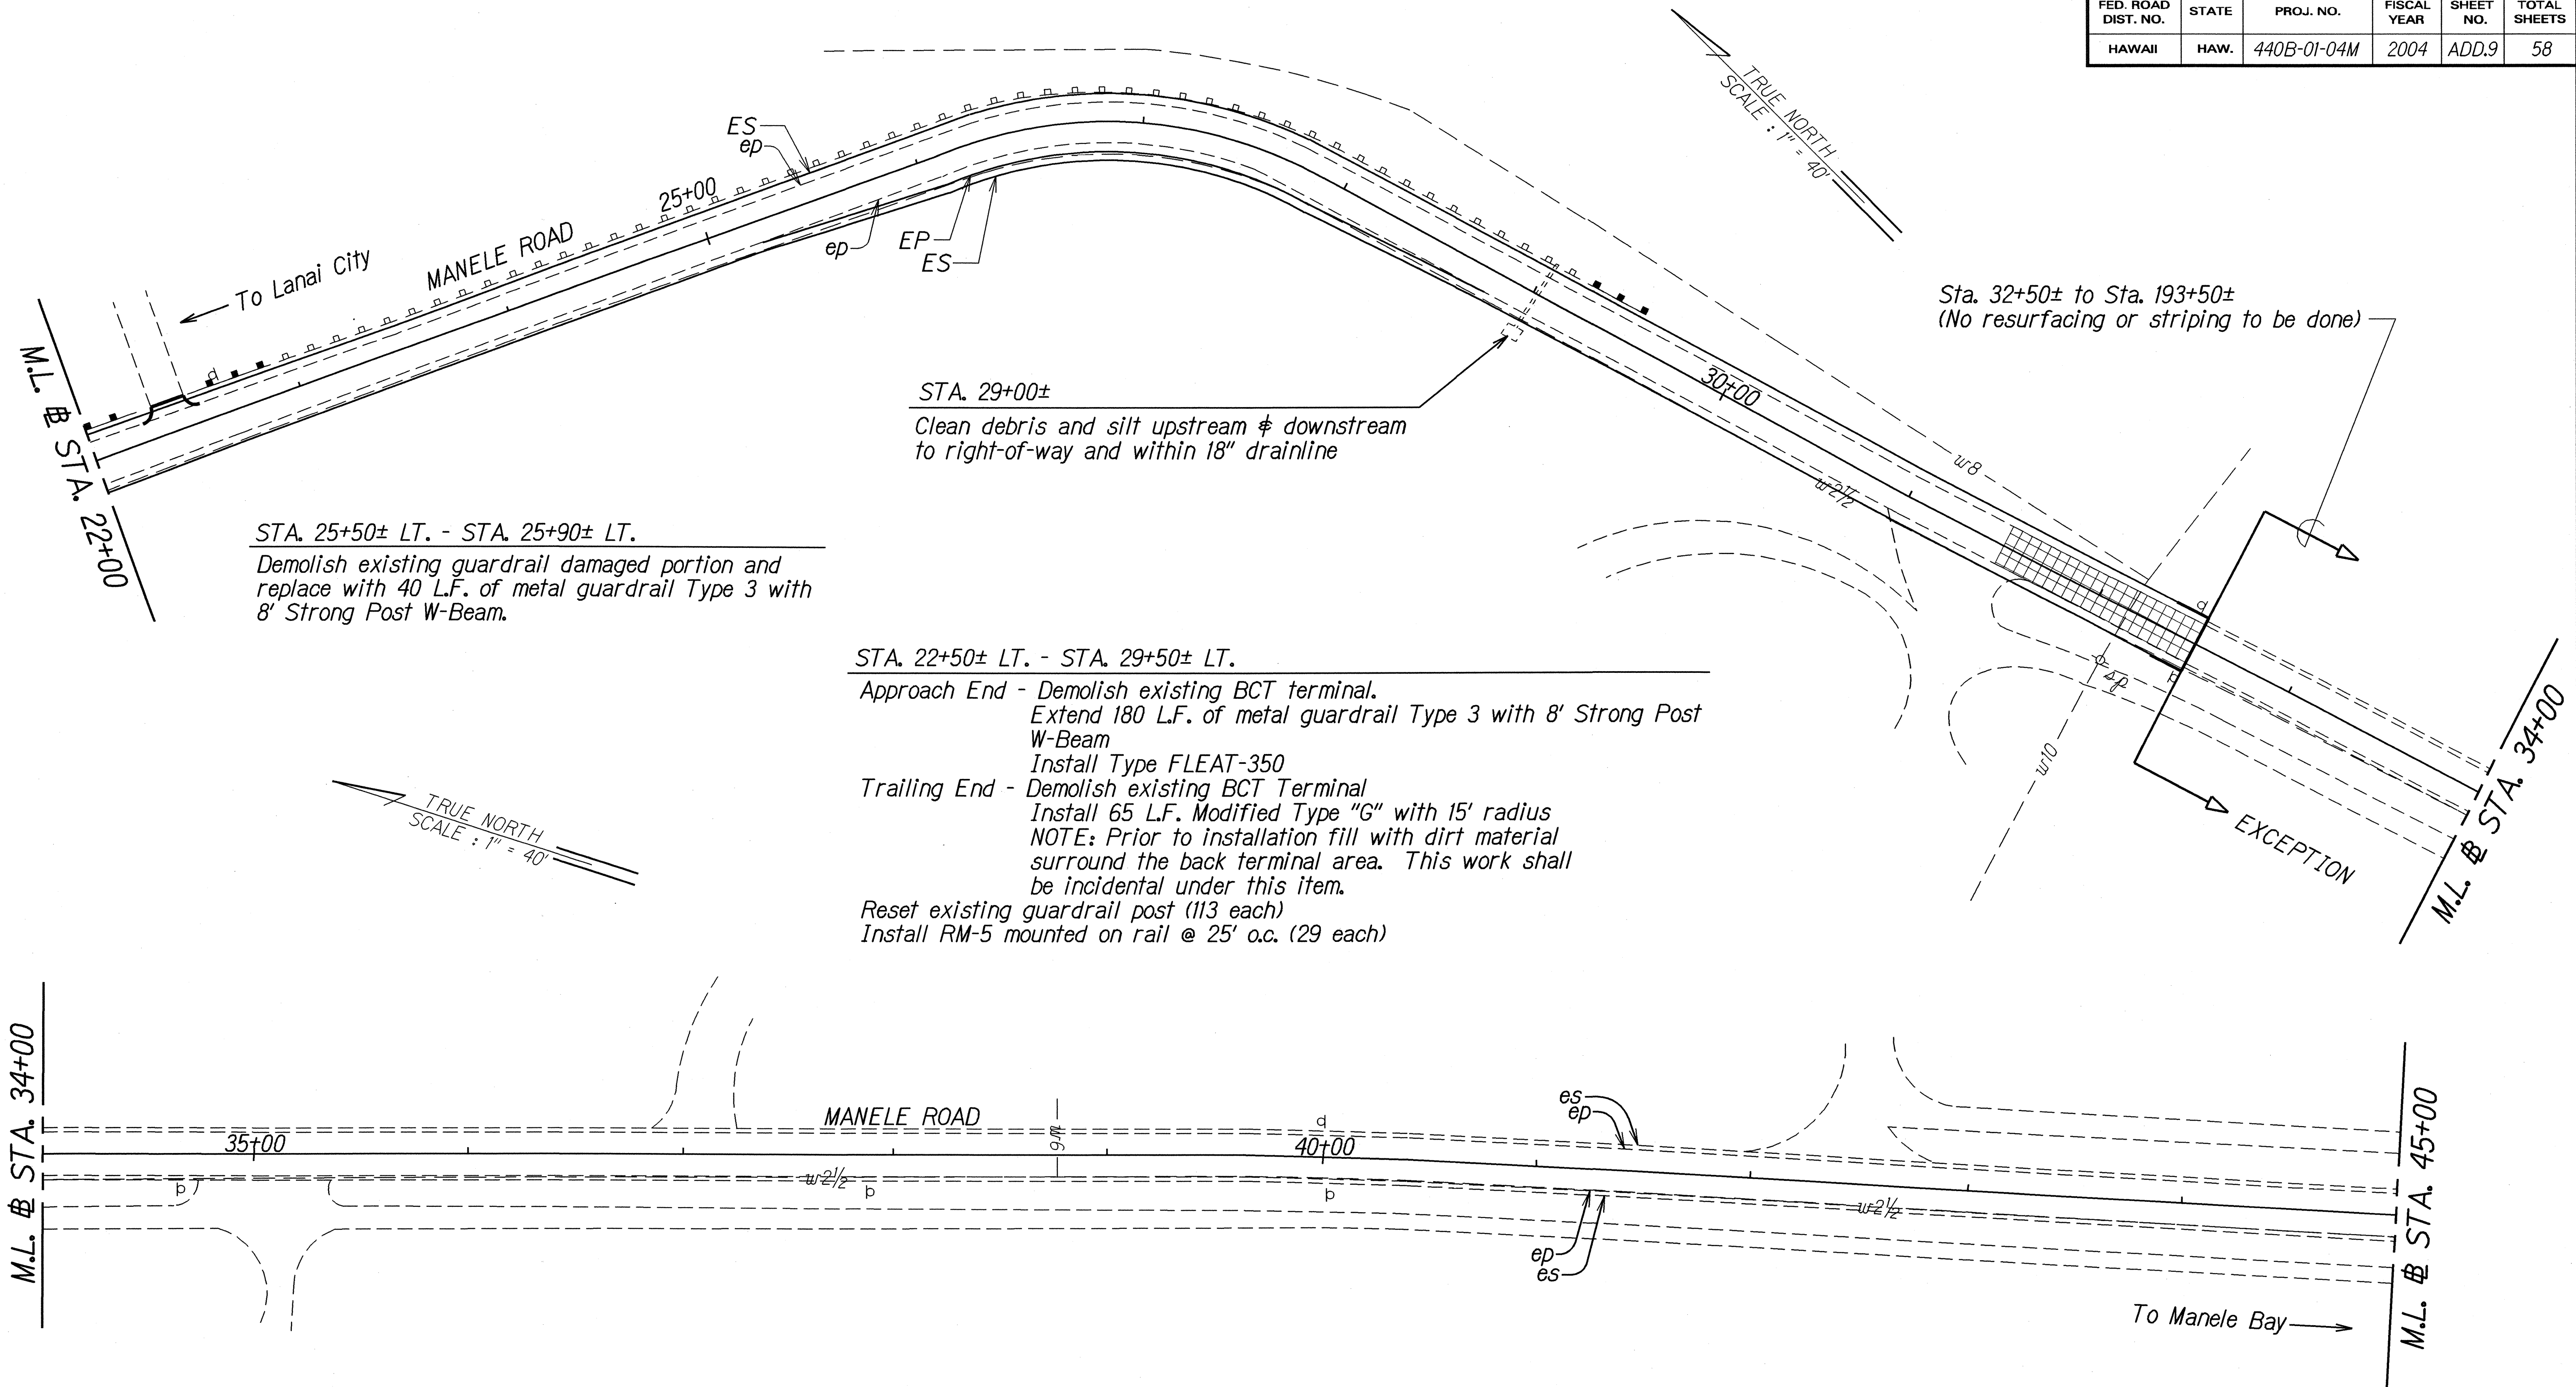 FED. ROAD DIST. NO. STATE PROJ. NO. FISCAL YEAR SHEET NO. TOTAL SHEETS
HAWAII HAW. 440B-01-04M 2004 ADD.9 58
TRUE NORTH
SCALE : 1" = 40'
ES
ep
25+00
MANELE ROAD
To Lanai City
ep
EP
ES
d
M.L. BL STA. 22+00
Sta. 32+50± to Sta. 193+50±
(No resurfacing or striping to be done)
STA. 29+00±
Clean debris and silt upstream & downstream
to right-of-way and within 18" drainline
30+00
w8
w2½
STA. 25+50± LT. - STA. 25+90± LT.
Demolish existing guardrail damaged portion and
replace with 40 L.F. of metal guardrail Type 3 with
8' Strong Post W-Beam.
STA. 22+50± LT. - STA. 29+50± LT.
Approach End - Demolish existing BCT terminal.
Extend 180 L.F. of metal guardrail Type 3 with 8' Strong Post
W-Beam
Install Type FLEAT-350
Trailing End - Demolish existing BCT Terminal
Install 65 L.F. Modified Type "G" with 15' radius
NOTE: Prior to installation fill with dirt material
surround the back terminal area. This work shall
be incidental under this item.
Reset existing guardrail post (113 each)
Install RM-5 mounted on rail @ 25' o.c. (29 each)
d
sp
p
w10
EXCEPTION
M.L. BL STA. 34+00
TRUE NORTH
SCALE : 1" = 40'
M.L. BL STA. 34+00
35+00
MANELE ROAD
w6
d
40+00
es
ep
p
w2½
p
p
w2½
ep
es
To Manele Bay
M.L. BL STA. 45+00